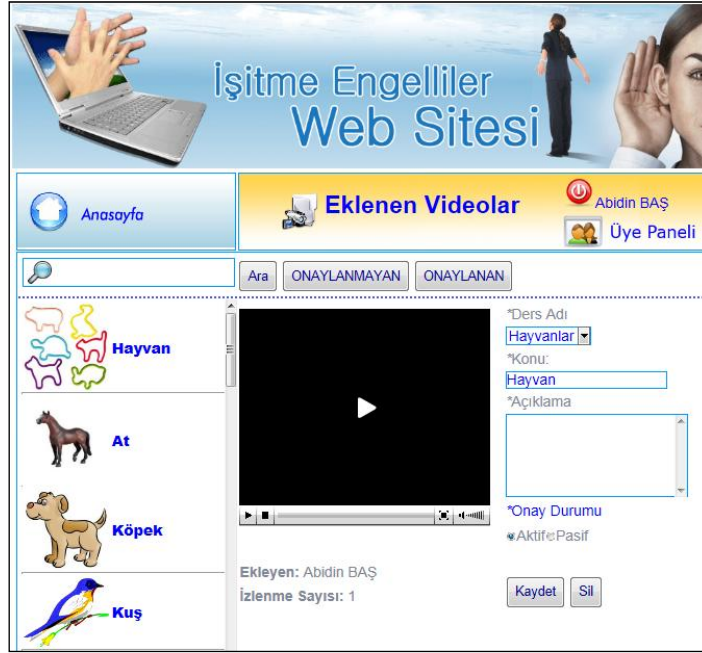 İşitme Engelliler
Web Sitesi
Anasayfa
Eklenen Videolar
Abidin BAŞ
Üye Paneli
Ara
ONAYLANMAYAN
ONAYLANAN
Hayvan
At
Köpek
Kuş
Ekleyen: Abidin BAŞ
İzlenme Sayısı: 1
*Ders Adı
Hayvanlar
*Konu:
Hayvan
*Açıklama
*Onay Durumu
Aktif Pasif
Kaydet
Sil